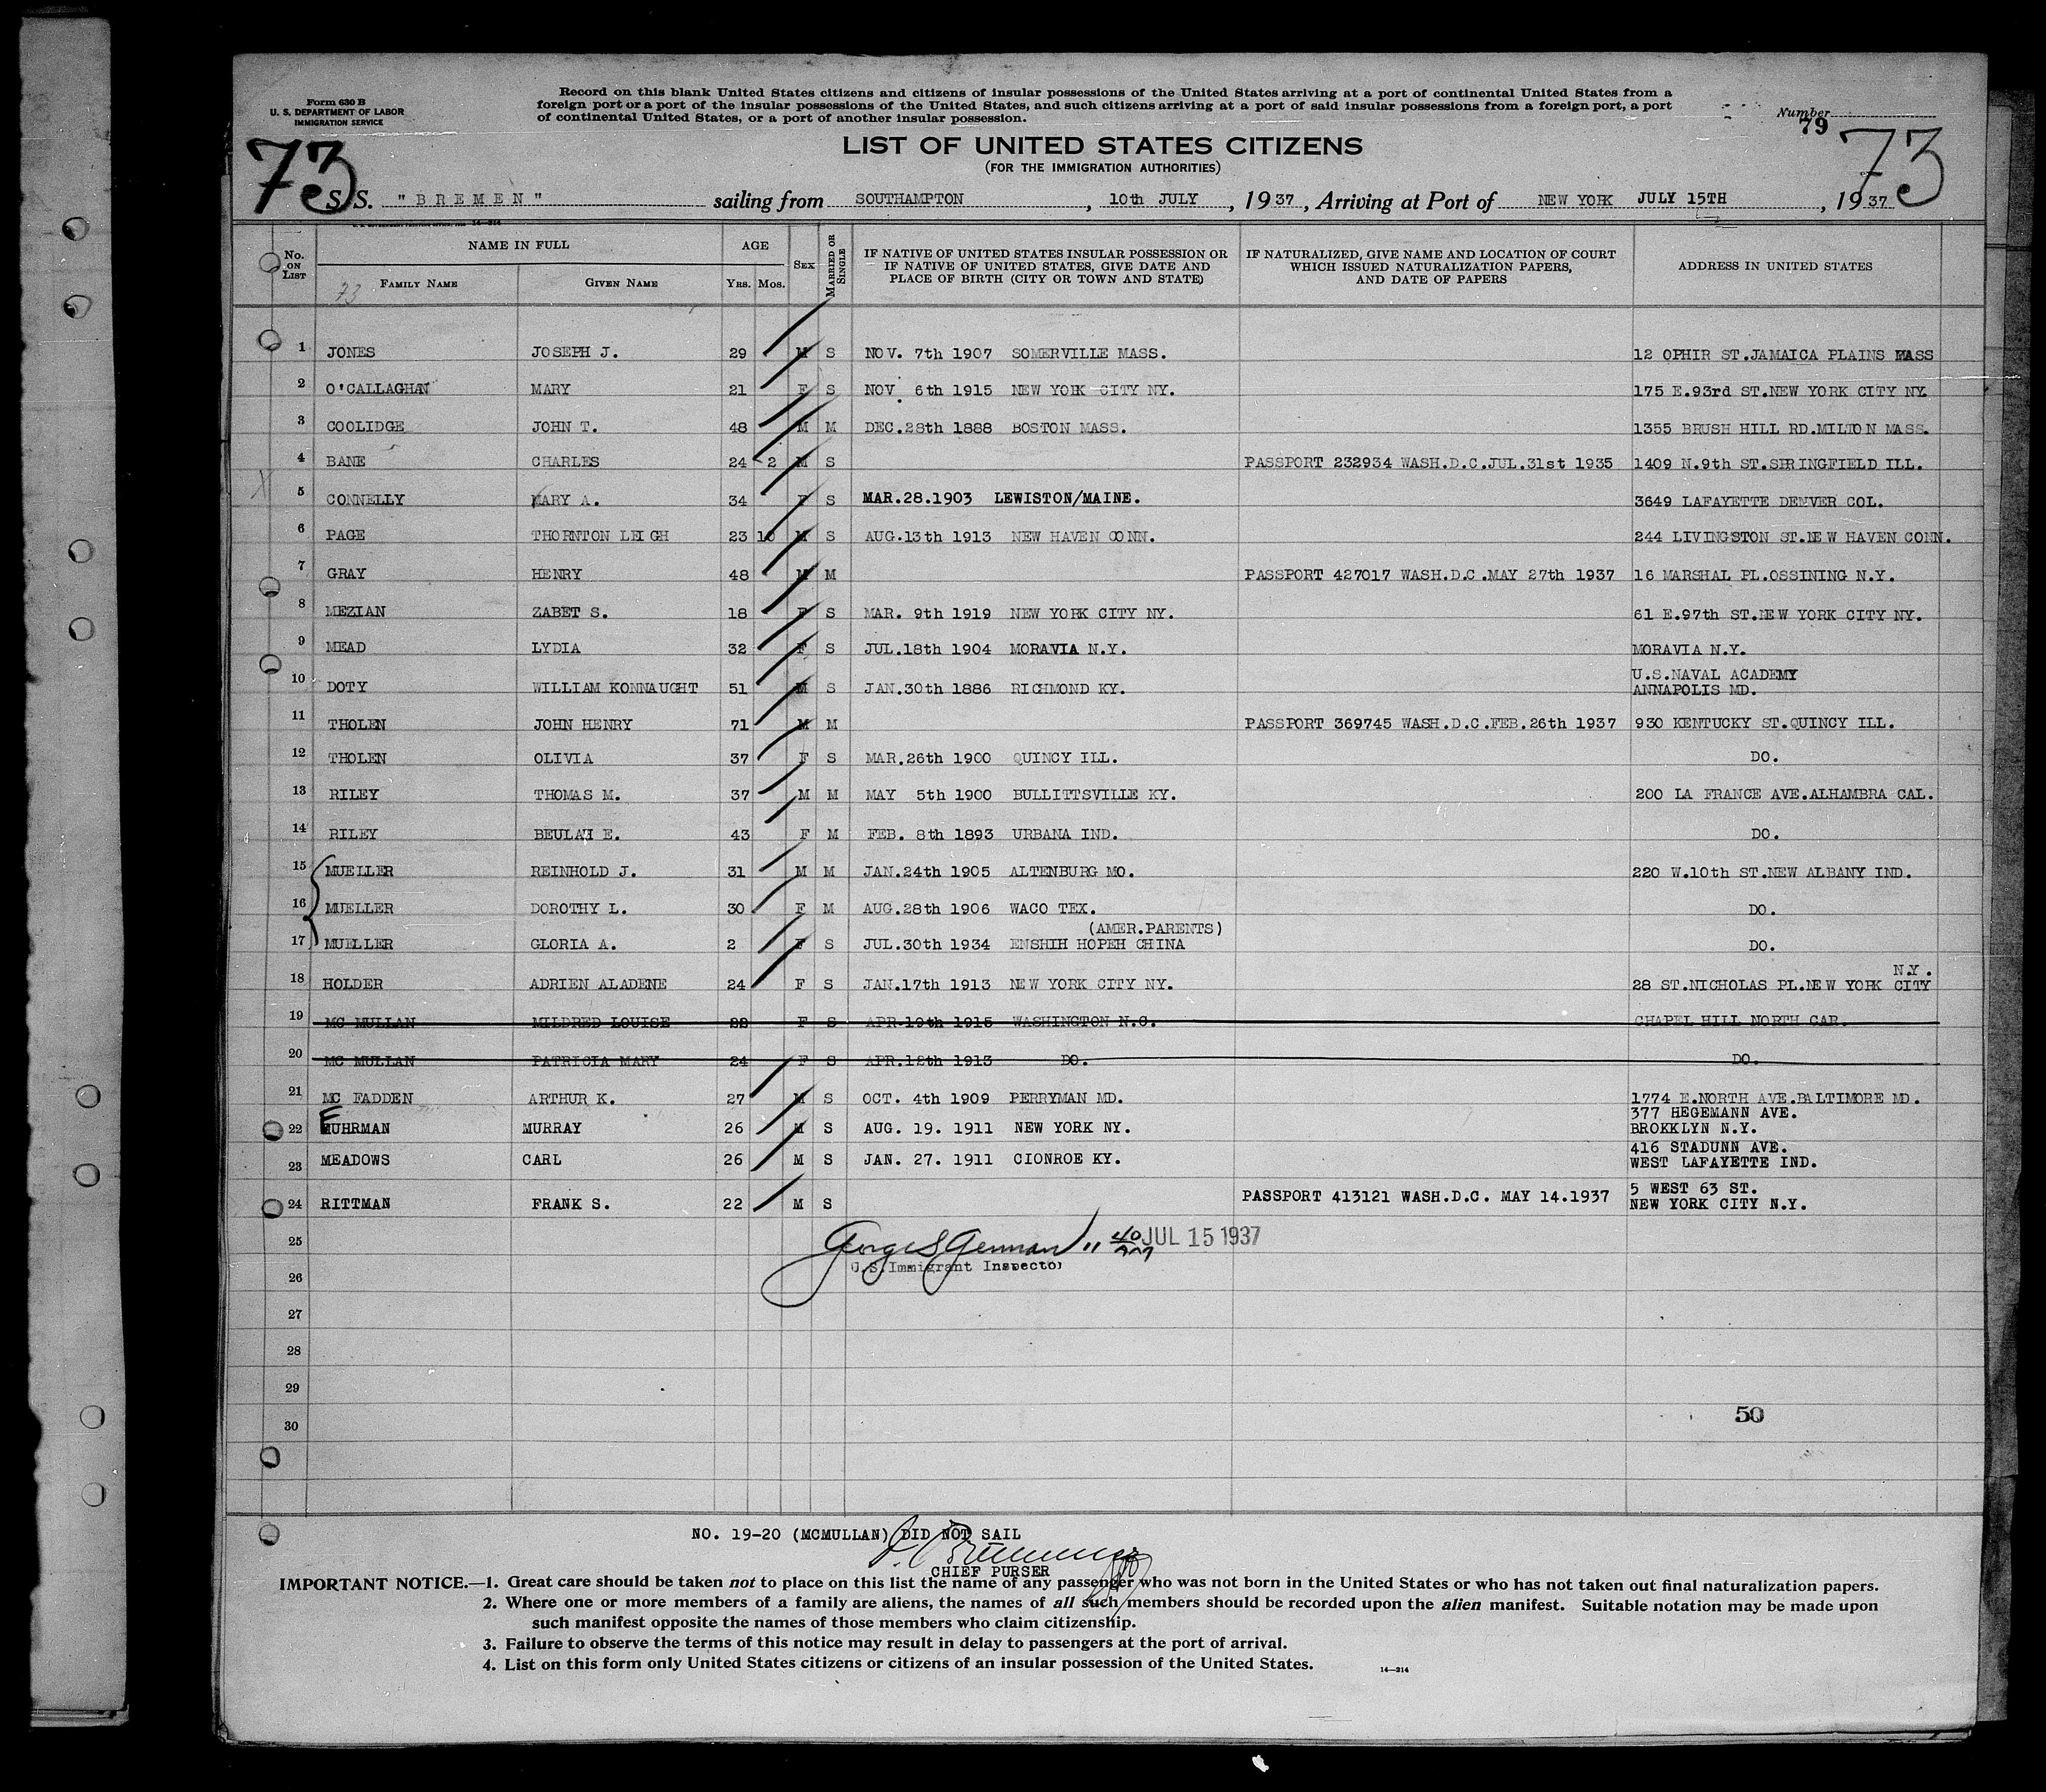 Form 630 B
U. S. DEPARTMENT OF LABOR
IMMIGRATION SERVICE
Record on this blank United States citizens and citizens of insular possessions of the United States arriving at a port of continental United States from a
foreign port or a port of the insular possessions of the United States, and such citizens arriving at a port of said insular possessions from a foreign port, a port
of continental United States, or a port of another insular possession.
Number
79
73
73
LIST OF UNITED STATES CITIZENS
(FOR THE IMMIGRATION AUTHORITIES)
S. S. "BREMEN" sailing from SOUTHAMPTON, 10th JULY, 1937, Arriving at Port of NEW YORK JULY 15TH, 1937
No. ON LIST
NAME IN FULL
FAMILY NAME
GIVEN NAME
AGE
YRS. MOS.
SEX
MARRIED OR SINGLE
IF NATIVE OF UNITED STATES INSULAR POSSESSION OR
IF NATIVE OF UNITED STATES, GIVE DATE AND
PLACE OF BIRTH (CITY OR TOWN AND STATE)
IF NATURALIZED, GIVE NAME AND LOCATION OF COURT
WHICH ISSUED NATURALIZATION PAPERS,
AND DATE OF PAPERS
ADDRESS IN UNITED STATES
73
1 JONES JOSEPH J. 29 M S NOV. 7th 1907 SOMERVILLE MASS. 12 OPHIR ST.JAMAICA PLAINS MASS
2 O'CALLAGHAN MARY 21 F S NOV. 6th 1915 NEW YORK CITY NY. 175 E.93rd ST.NEW YORK CITY NY.
3 COOLIDGE JOHN T. 48 M M DEC.28th 1888 BOSTON MASS. 1355 BRUSH HILL RD.MILTON MASS.
4 BANE CHARLES 24 2 M S PASSPORT 232934 WASH.D.C.JUL.31st 1935 1409 N.9th ST.SPRINGFIELD ILL.
X
5 CONNELLY MARY A. 34 F S MAR.28.1903 LEWISTON/MAINE. 3649 LAFAYETTE DENVER COL.
6 PAGE THORNTON LEIGH 23 10 M S AUG.13th 1913 NEW HAVEN CONN. 244 LIVINGSTON ST.NEW HAVEN CONN.
7 GRAY HENRY 48 M M PASSPORT 427017 WASH.D.C.MAY 27th 1937 16 MARSHAL PL.OSSINING N.Y.
8 MEZIAN ZABET S. 18 F S MAR. 9th 1919 NEW YORK CITY NY. 61 E.97th ST.NEW YORK CITY NY.
9 MEAD LYDIA 32 F S JUL.18th 1904 MORAVIA N.Y. MORAVIA N.Y.
10 DOTY WILLIAM KONNAUGHT 51 M S JAN.30th 1886 RICHMOND KY. U.S.NAVAL ACADEMY
ANNAPOLIS MD.
11 THOLEN JOHN HENRY 71 M M PASSPORT 369745 WASH.D.C.FEB.26th 1937 930 KENTUCKY ST.QUINCY ILL.
12 THOLEN OLIVIA 37 F S MAR.26th 1900 QUINCY ILL. DO.
13 RILEY THOMAS M. 37 M M MAY 5th 1900 BULLITTSVILLE KY. 200 LA FRANCE AVE.ALHAMBRA CAL.
14 RILEY BEULAH E. 43 F M FEB. 8th 1893 URBANA IND. DO.
15 MUELLER REINHOLD J. 31 M M JAN.24th 1905 ALTENBURG MO. 220 W.10th ST.NEW ALBANY IND.
16 MUELLER DOROTHY L. 30 F M AUG.28th 1906 WACO TEX. DO.
(AMER.PARENTS)
17 MUELLER GLORIA A. 2 F S JUL.30th 1934 ENSHIH HOPEH CHINA DO.
N.Y.
18 HOLDER ADRIEN ALADENE 24 F S JAN.17th 1913 NEW YORK CITY NY. 28 ST.NICHOLAS PL.NEW YORK CITY
19 MC MULLAN MILDRED LOUISE 22 F S APR.19th 1915 WASHINGTON N.C. CHAPEL HILL NORTH CAR.
20 MC MULLAN PATRICIA MARY 24 F S APR.12th 1913 DO. DO.
21 MC FADDEN ARTHUR K. 27 M S OCT. 4th 1909 PERRYMAN MD. 1774 E.NORTH AVE.BALTIMORE MD.
22 FUHRMAN MURRAY 26 M S AUG. 19. 1911 NEW YORK NY. 377 HEGEMANN AVE.
BROKKLYN N.Y.
23 MEADOWS CARL 26 M S JAN. 27. 1911 CIONROE KY. 416 STADUNN AVE.
WEST LAFAYETTE IND.
24 RITTMAN FRANK S. 22 M S PASSPORT 413121 WASH.D.C. MAY 14.1937 5 WEST 63 ST.
NEW YORK CITY N.Y.
25 George S German JUL 15 1937
U.S.Immigrant Inspector
26
27
28
29
30
50
NO. 19-20 (MCMULLAN) DID NOT SAIL
CHIEF PURSER
IMPORTANT NOTICE.—1. Great care should be taken not to place on this list the name of any passenger who was not born in the United States or who has not taken out final naturalization papers.
2. Where one or more members of a family are aliens, the names of all such members should be recorded upon the alien manifest. Suitable notation may be made upon
such manifest opposite the names of those members who claim citizenship.
3. Failure to observe the terms of this notice may result in delay to passengers at the port of arrival.
4. List on this form only United States citizens or citizens of an insular possession of the United States.
14—314